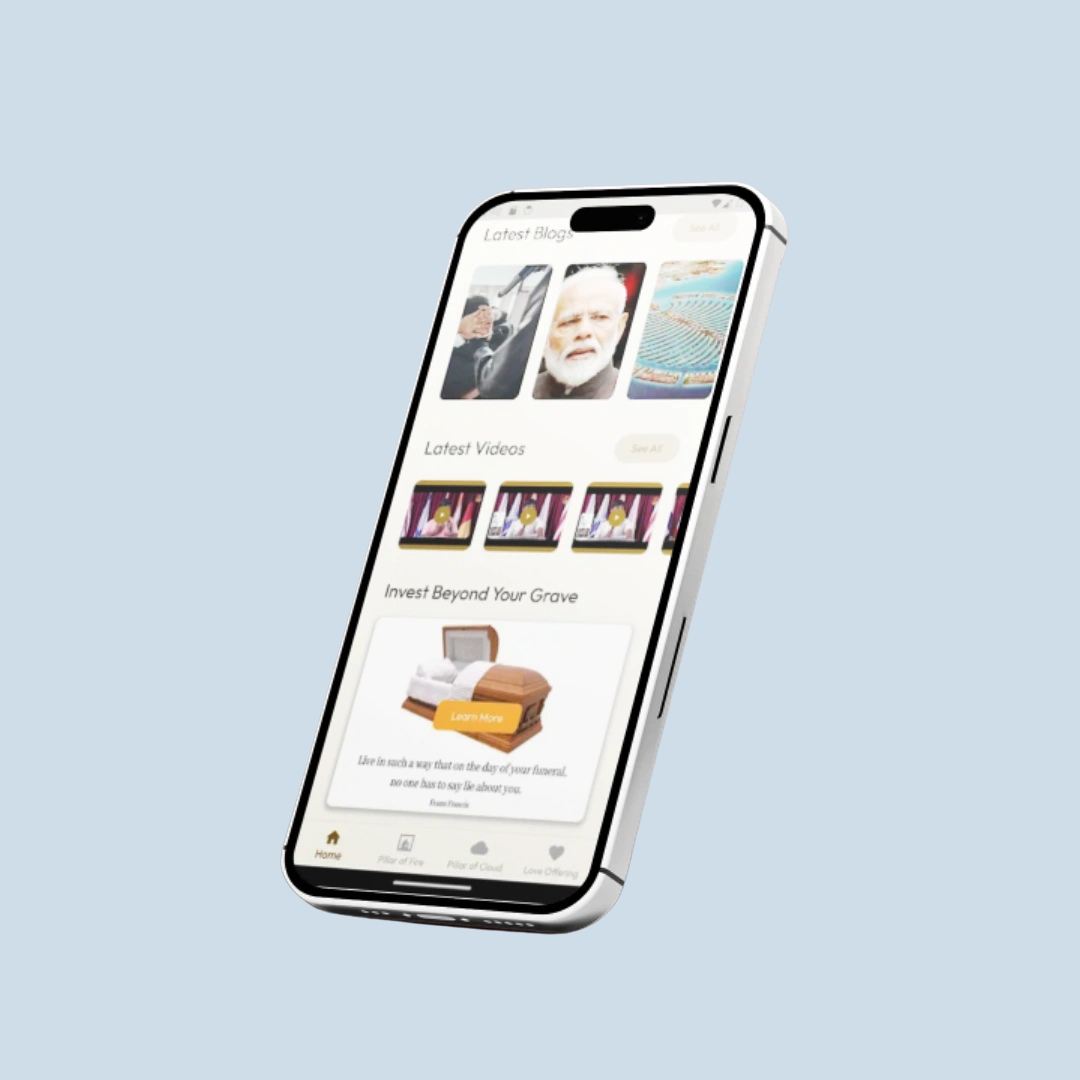 Latest Blogs
See All
Latest Videos
See All
Invest Beyond Your Grave
Learn More
Live in such a way that on the day of your funeral,
no one has to say lie about you.
Francis
Home
Pillar of Fire
Pillar of Cloud
Love Offering